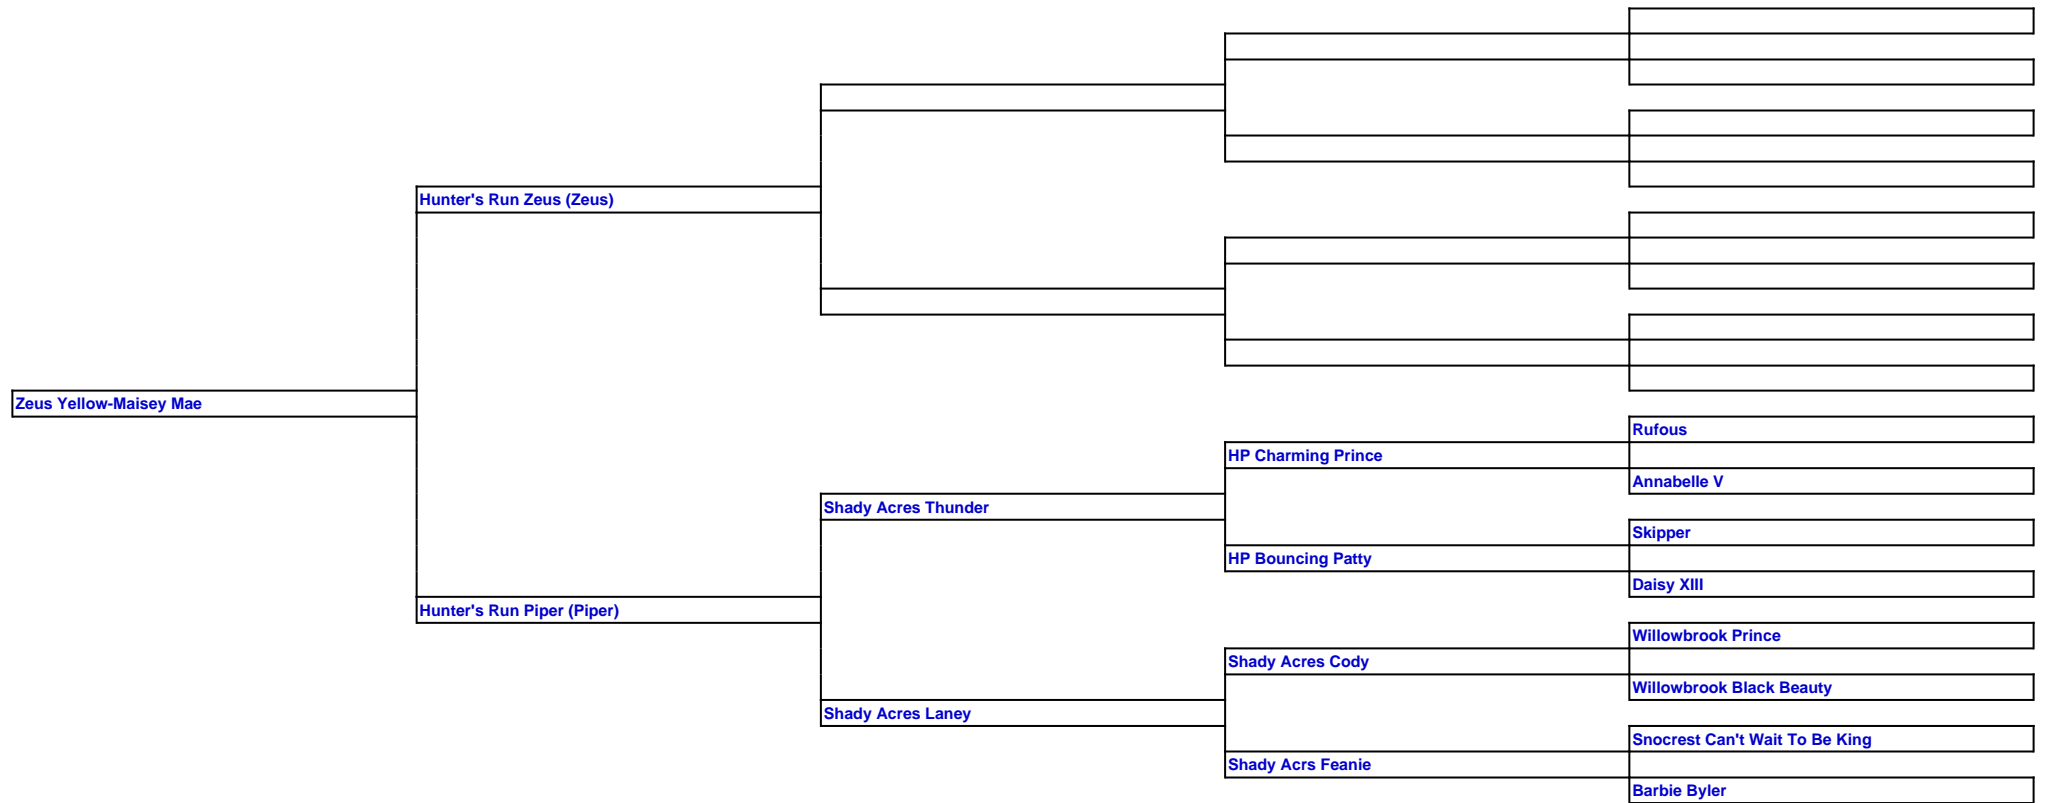 Hunter's Run Zeus (Zeus)
Zeus Yellow-Maisey Mae
Rufous
HP Charming Prince
Annabelle V
Shady Acres Thunder
Skipper
HP Bouncing Patty
Daisy XIII
Hunter's Run Piper (Piper)
Willowbrook Prince
Shady Acres Cody
Willowbrook Black Beauty
Shady Acres Laney
Snocrest Can't Wait To Be King
Shady Acrs Feanie
Barbie Byler